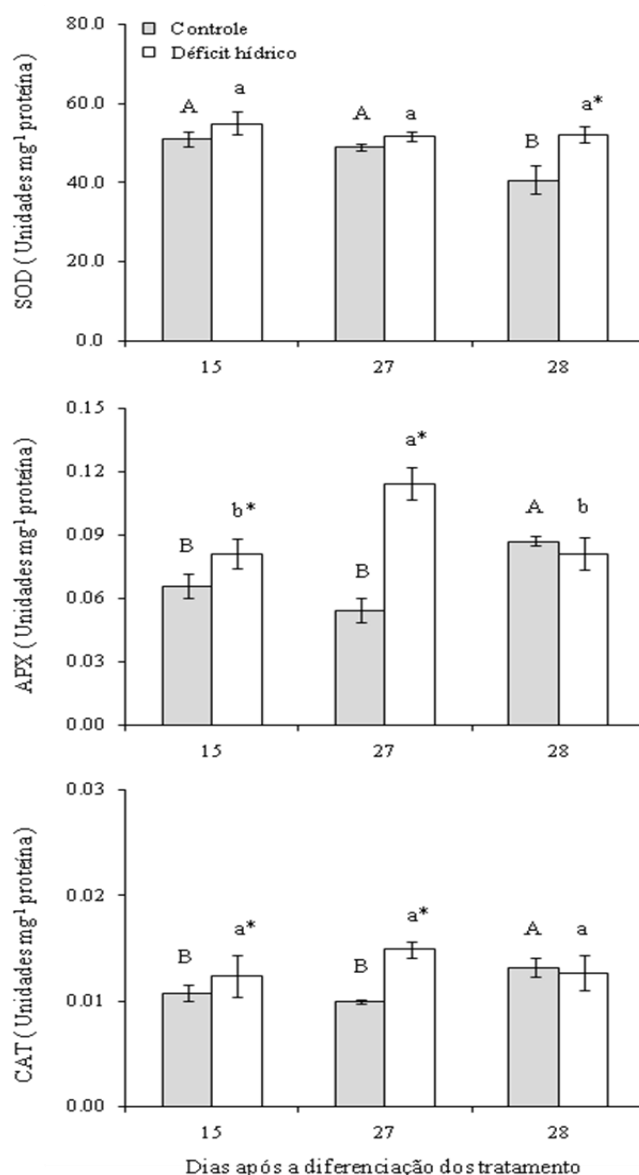 80.0
Controle
Déficit hídrico
A a A a B a*
60.0
40.0
20.0
0.0
15 27 28
SOD ( Unidades mg-¹ proteína )
0.15
0.12
0.09
0.06
0.03
0.00
B b* B a* A b
15 27 28
APX ( Unidades mg-¹ proteína )
0.03
0.02
0.01
0.00
B a* B a* A a
15 27 28
CAT ( Unidades mg-¹ proteína )
Dias após a diferenciação dos tratamento